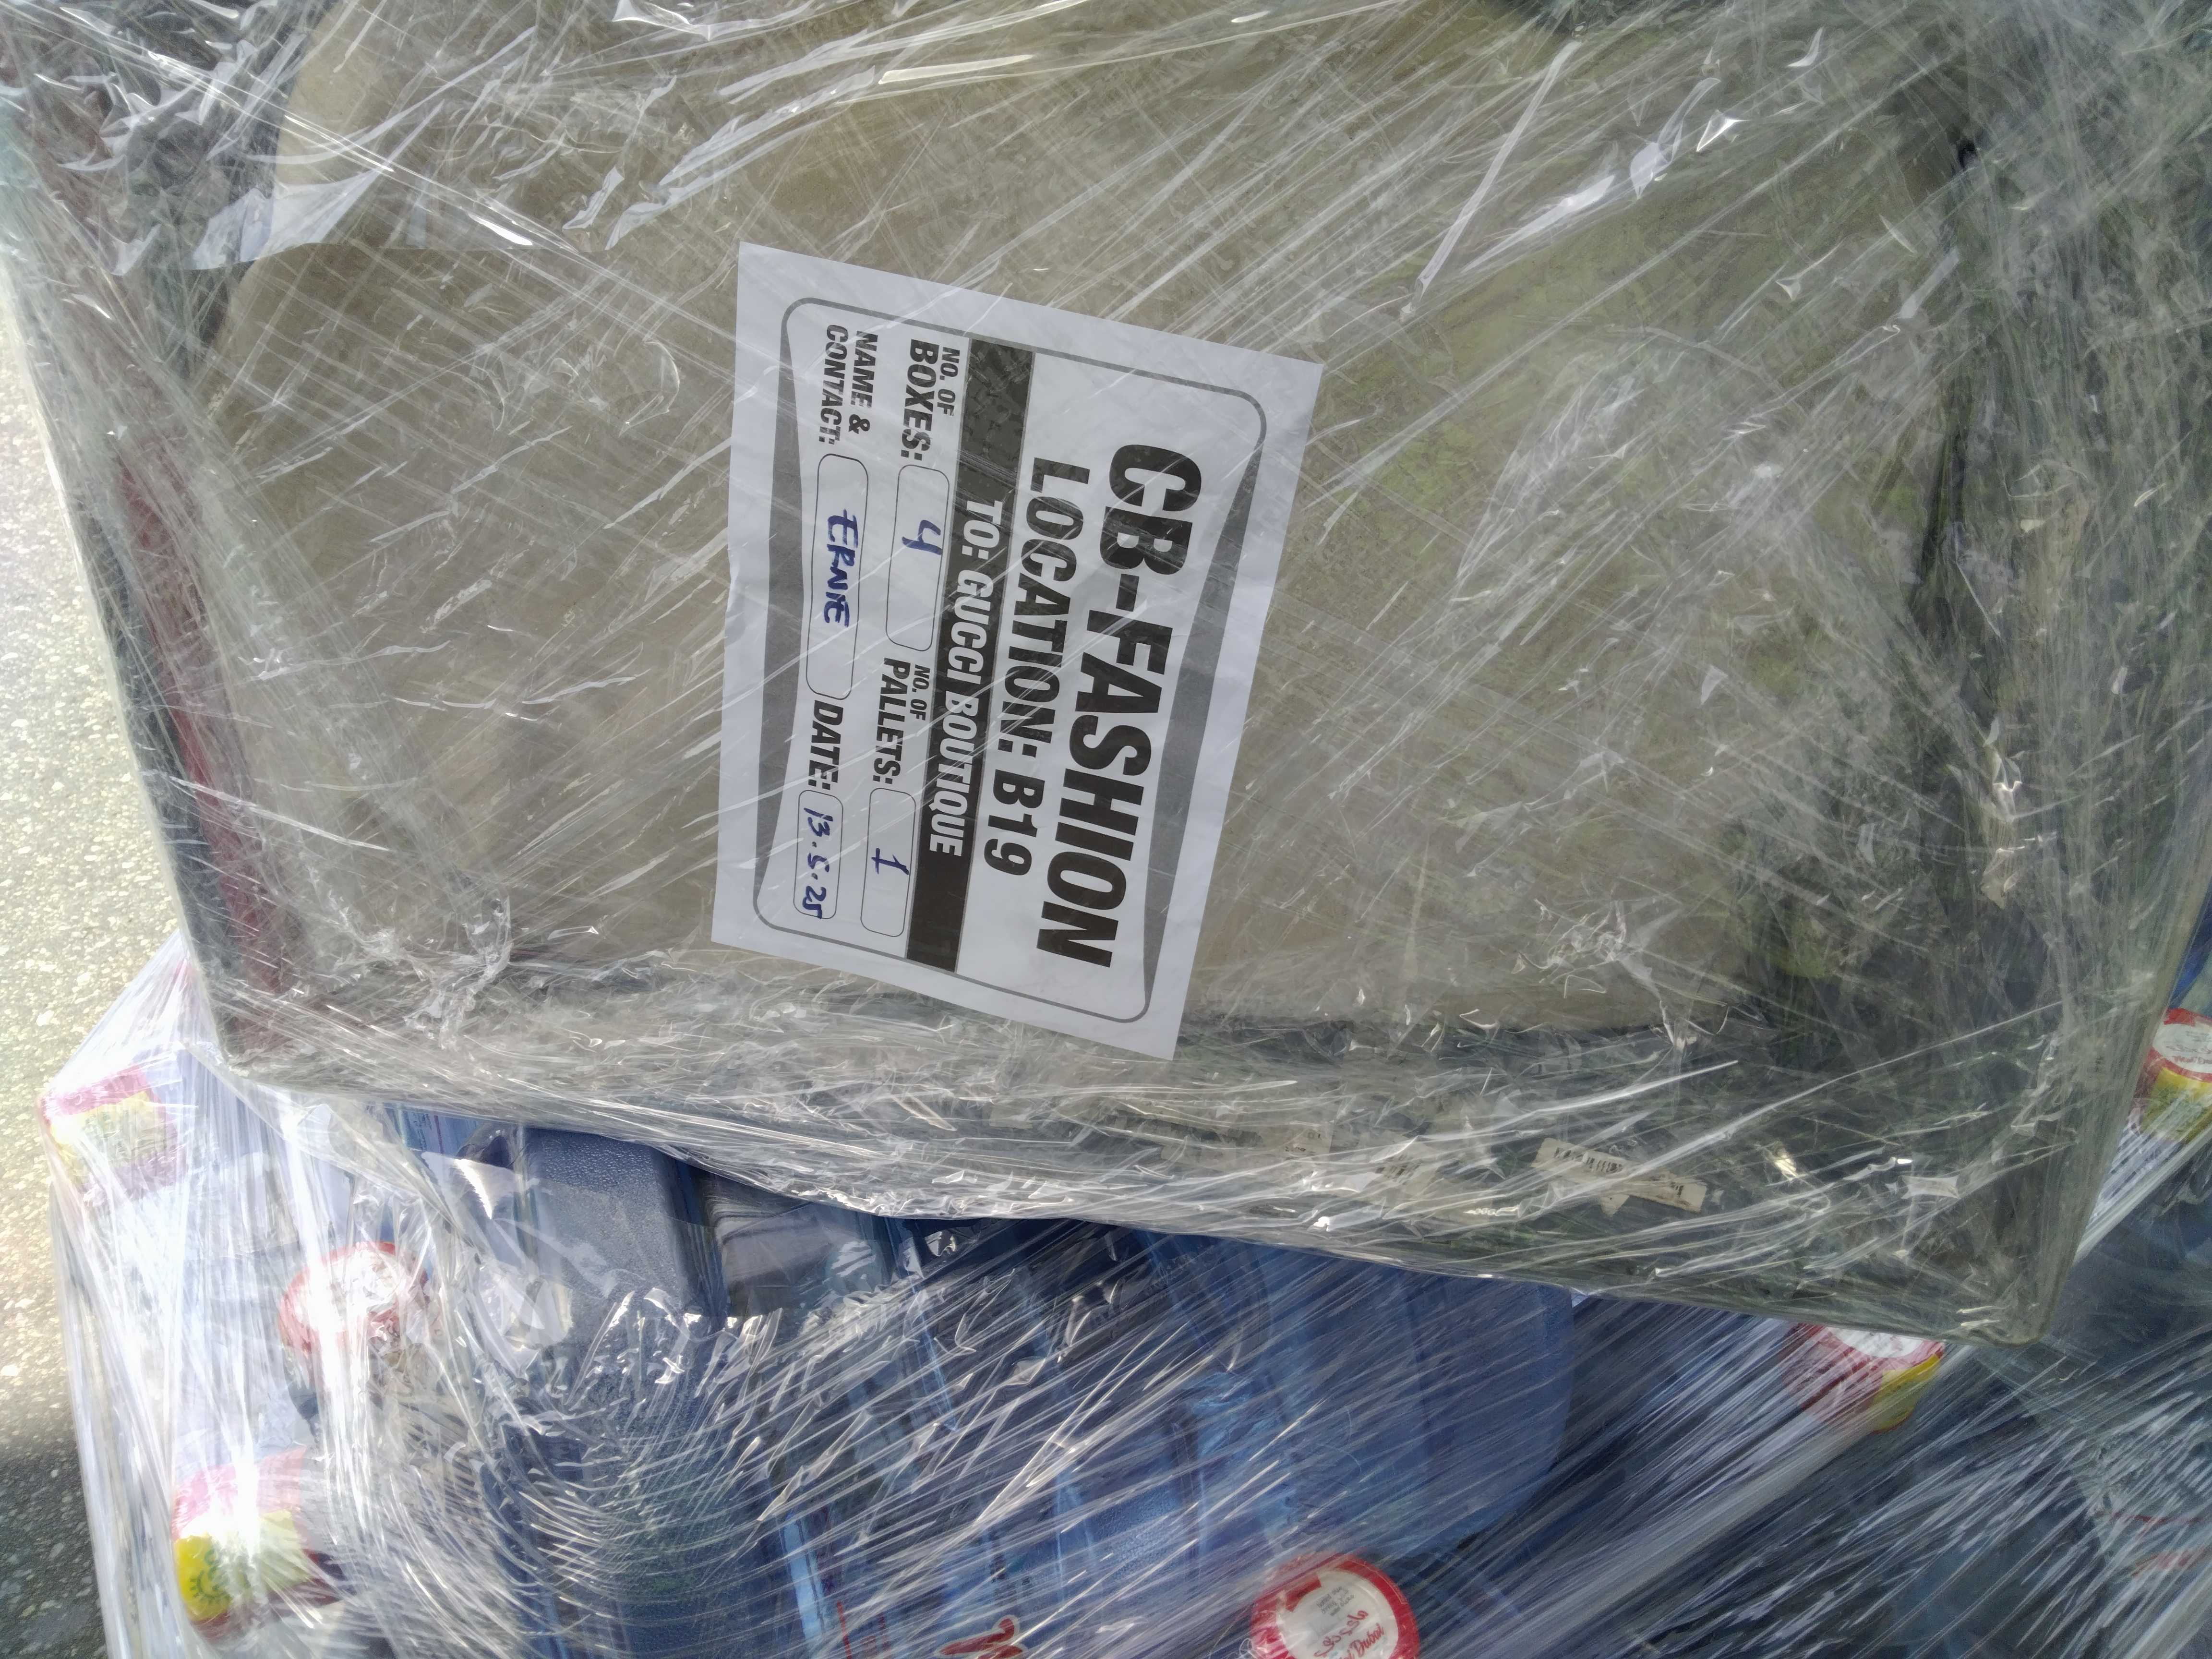 CB-FASHION
LOCATION: B19
TO: GUCCI BOUTIQUE
NO. OF BOXES: 4 NO. OF PALLETS: 1
NAME & CONTACT: ERNIE DATE: 13.5.25
Dubai